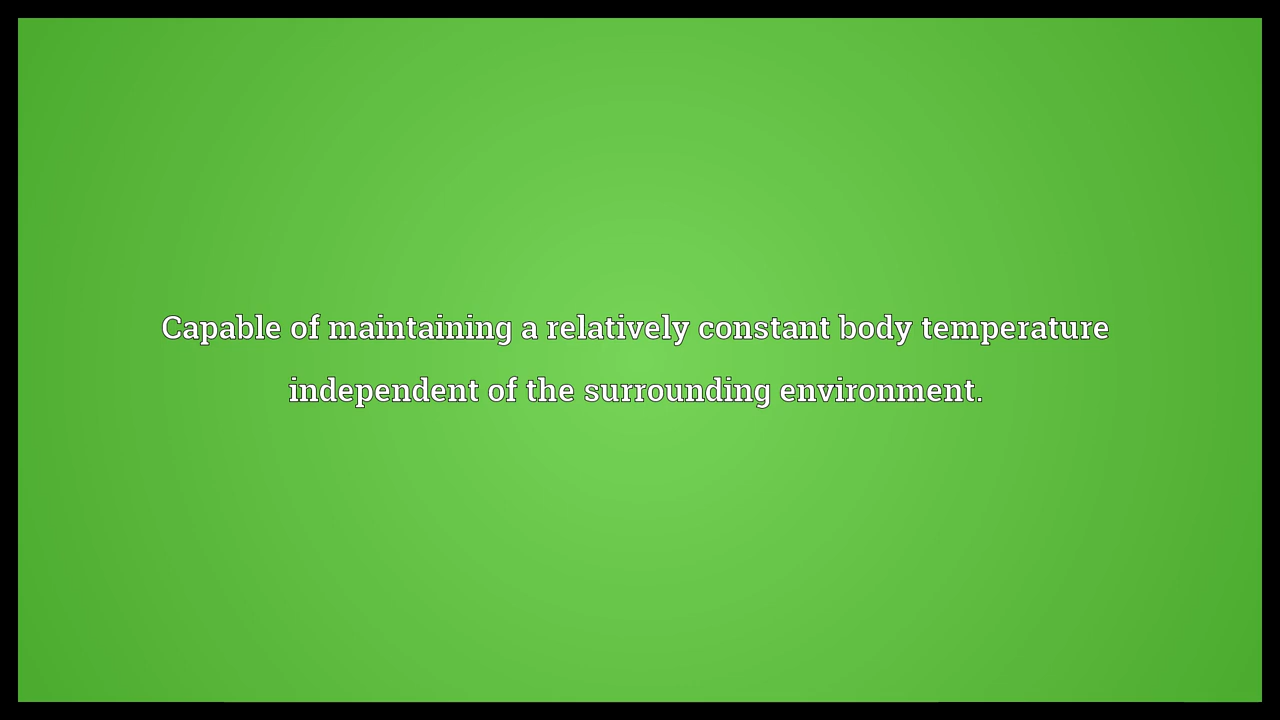 Capable of maintaining a relatively constant body temperature
independent of the surrounding environment.